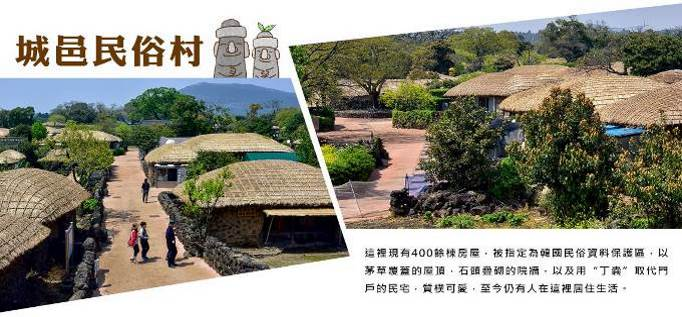 城邑民俗村
這裡現有400餘棟房屋，被指定為韓國民俗資料保護區，以
茅草覆蓋的屋頂，石頭疊砌的院牆，以及用“丁囊”取代門
戶的民宅，質樸可愛，至今仍有人在這裡居住生活。